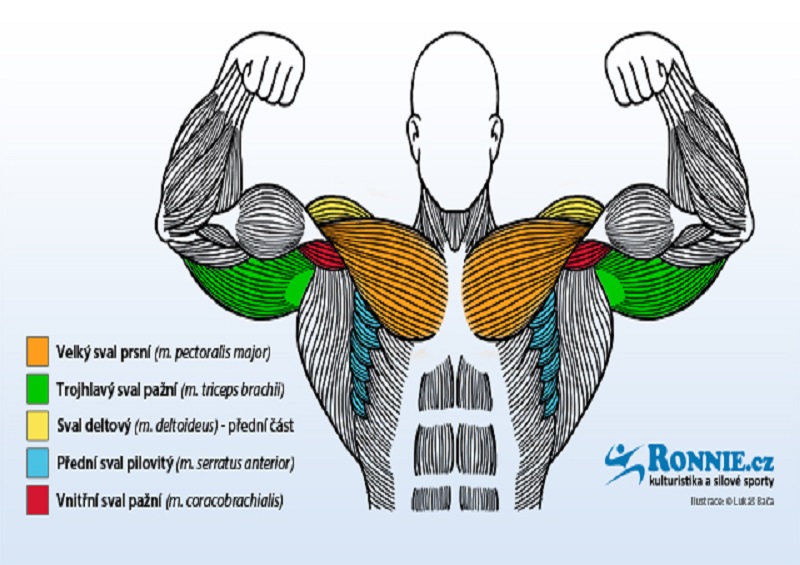 Velký sval prsní (m. pectoralis major)
Trojhlavý sval pažní (m. triceps brachii)
Sval deltový (m. deltoideus) - přední část
Přední sval pilovitý (m. serratus anterior)
Vnitřní sval pažní (m. coracobrachialis)
RONNIE.cz
kulturistika a silové sporty
Ilustrace: © Lukáš Bača